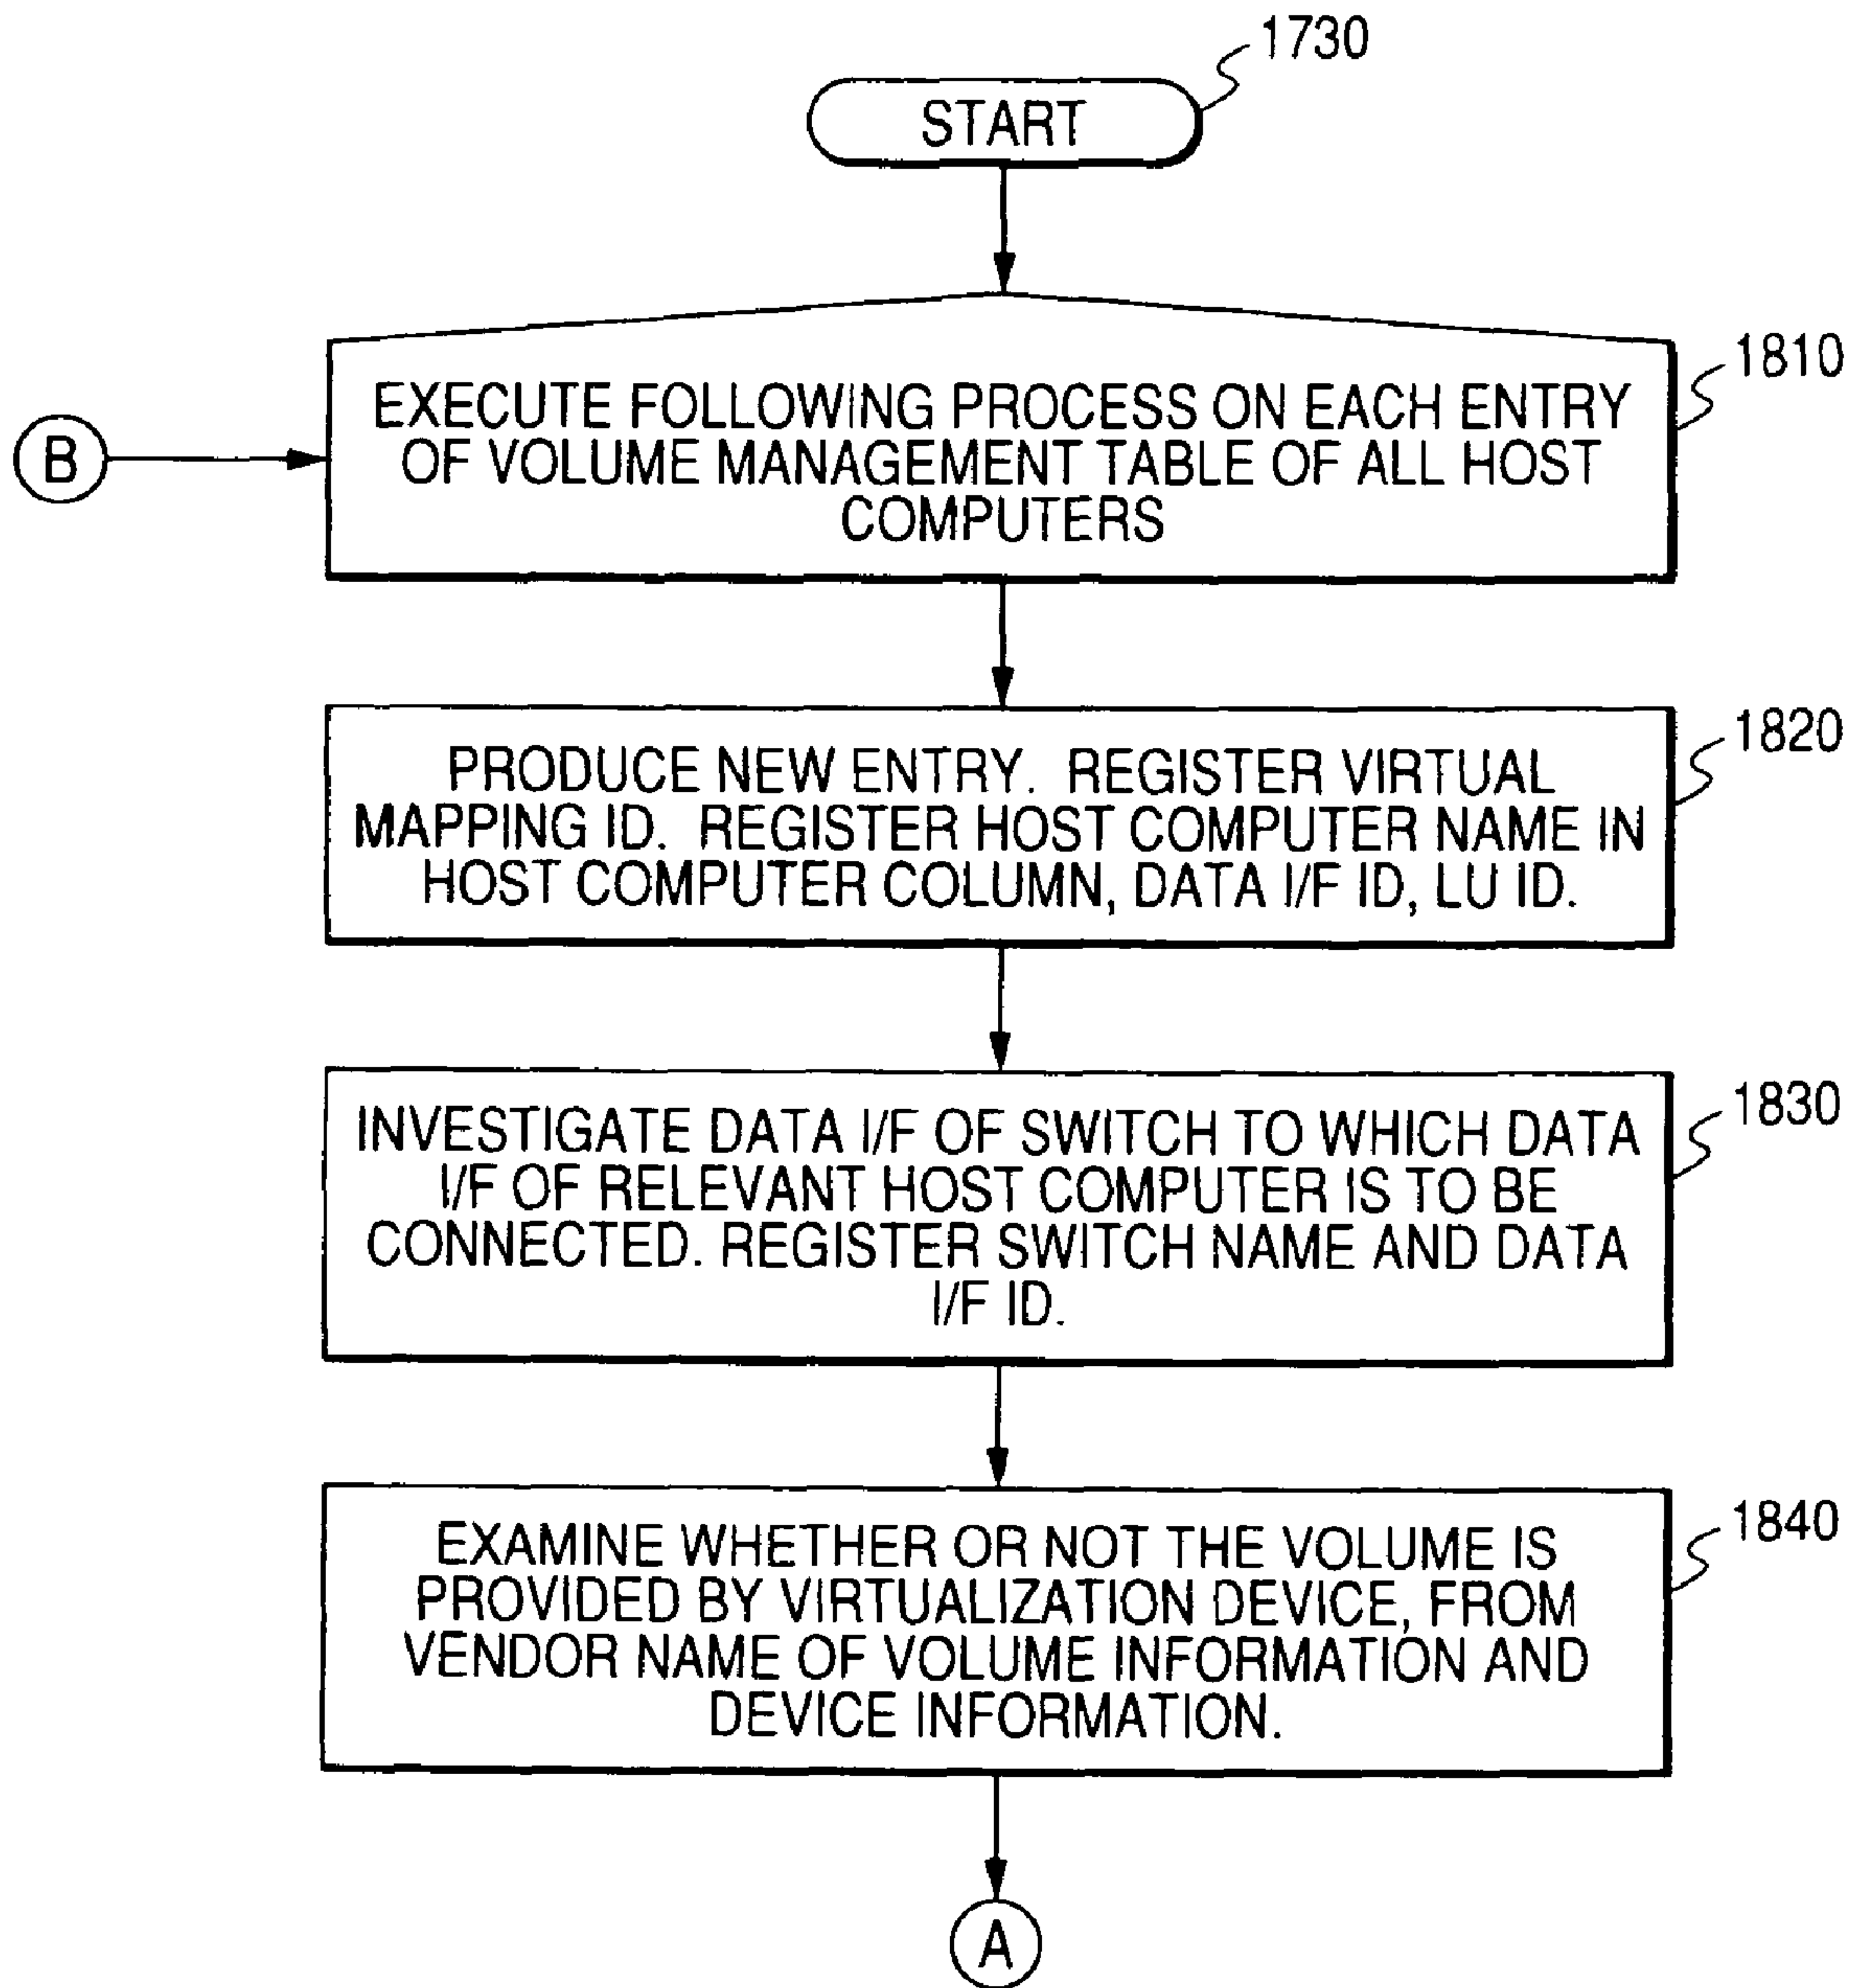 1730
START
1810
EXECUTE FOLLOWING PROCESS ON EACH ENTRY
OF VOLUME MANAGEMENT TABLE OF ALL HOST
COMPUTERS
B
1820
PRODUCE NEW ENTRY. REGISTER VIRTUAL
MAPPING ID. REGISTER HOST COMPUTER NAME IN
HOST COMPUTER COLUMN, DATA I/F ID, LU ID.
1830
INVESTIGATE DATA I/F OF SWITCH TO WHICH DATA
I/F OF RELEVANT HOST COMPUTER IS TO BE
CONNECTED. REGISTER SWITCH NAME AND DATA
I/F ID.
1840
EXAMINE WHETHER OR NOT THE VOLUME IS
PROVIDED BY VIRTUALIZATION DEVICE, FROM
VENDOR NAME OF VOLUME INFORMATION AND
DEVICE INFORMATION.
A